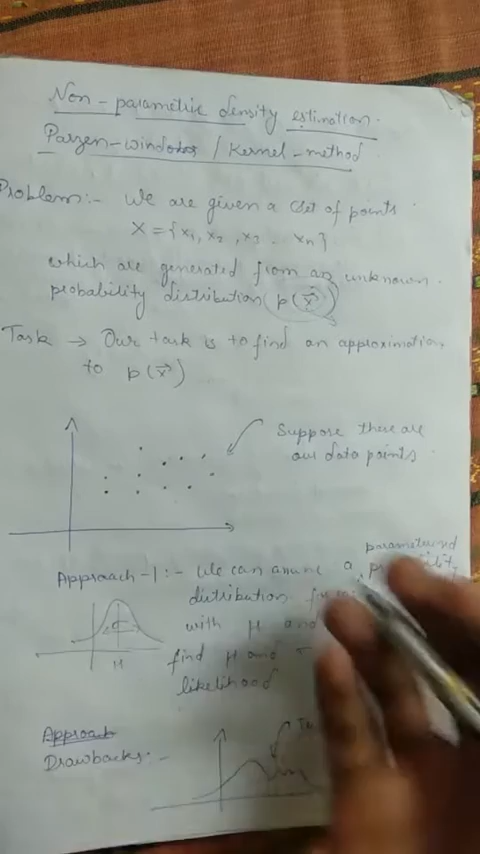 Non-parametric density estimation.
Parzen-windows / Kernel-method
Problem:- We are given a set of points
X = {x1, x2, x3 .. xn}
which are generated from an unknown
probability distribution p(x⃗)
Task → Our task is to find an approximation
to p(x⃗)
Suppose these are
our data points.
parametrized
Approach-1:- We can assume a
distribution
with μ and
find μ and σ
likelihood
σ
μ
Approach
Drawbacks:-